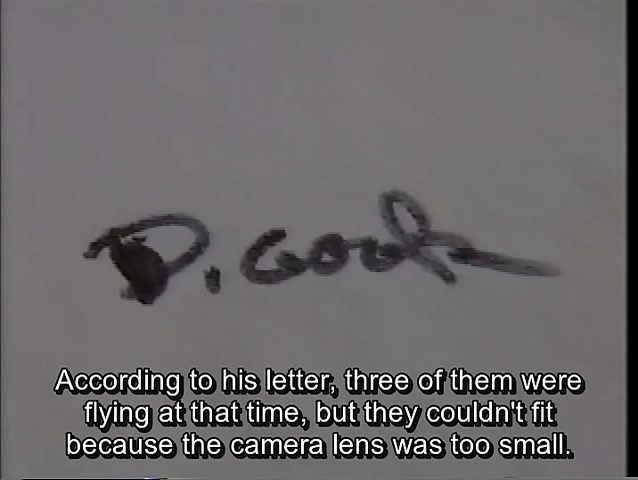 D. Cook
According to his letter, three of them were
flying at that time, but they couldn't fit
because the camera lens was too small.